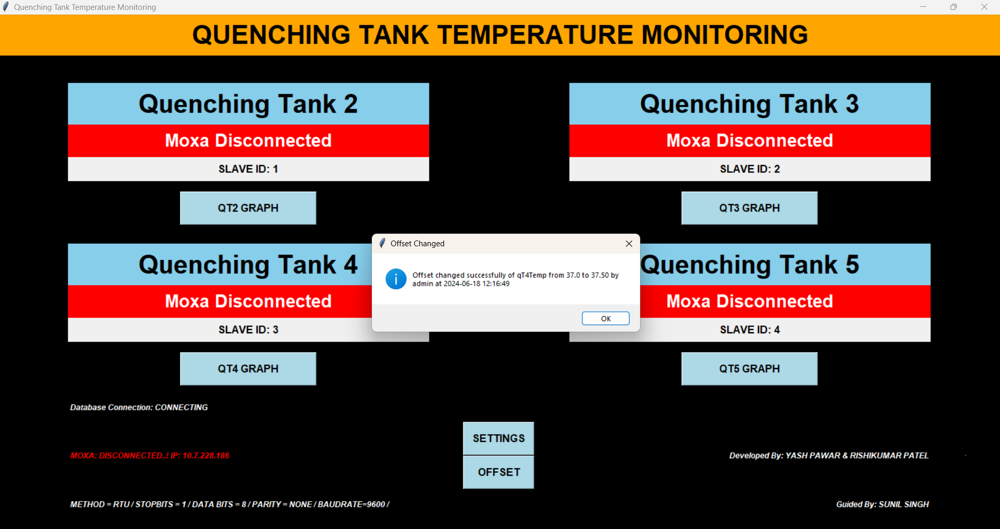 Quenching Tank Temperature Monitoring
QUENCHING TANK TEMPERATURE MONITORING
Quenching Tank 2
Moxa Disconnected
SLAVE ID: 1
QT2 GRAPH
Quenching Tank 3
Moxa Disconnected
SLAVE ID: 2
QT3 GRAPH
Quenching Tank 4
Moxa Disconnected
SLAVE ID: 3
QT4 GRAPH
Offset Changed
Offset changed successfully of qT4Temp from 37.0 to 37.50 by
admin at 2024-06-18 12:16:49
OK
Quenching Tank 5
Moxa Disconnected
SLAVE ID: 4
QT5 GRAPH
Database Connection: CONNECTING
SETTINGS
MOXA: DISCONNECTED..! IP: 10.7.228.186
Developed By: YASH PAWAR & RISHIKUMAR PATEL
OFFSET
METHOD = RTU / STOPBITS = 1 / DATA BITS = 8 / PARITY = NONE / BAUDRATE=9600 /
Guided By: SUNIL SINGH